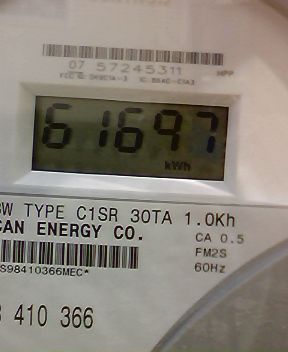 07 57245311 MPP
61697
kWh
TYPE C1SR 30TA 1.0Kh
CAN ENERGY CO.
CA 0.5
FM2S
60Hz
S98410366MEC*
410 366